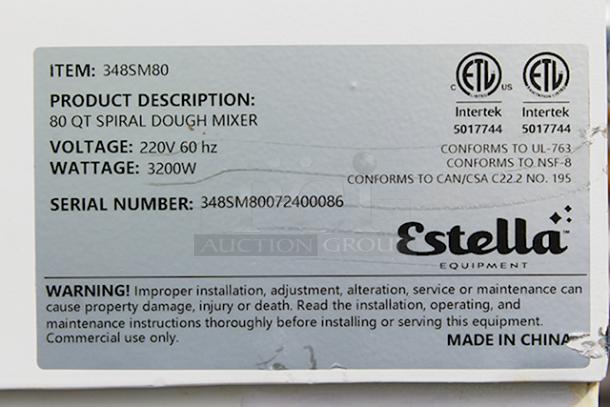 ITEM: 348SM80
PRODUCT DESCRIPTION:
80 QT SPIRAL DOUGH MIXER
VOLTAGE: 220V 60 hz
WATTAGE: 3200W
SERIAL NUMBER: 348SM80072400086
C ETL US
Intertek
5017744
ETL
Intertek
5017744
CONFORMS TO UL-763
CONFORMS TO NSF-8
CONFORMS TO CAN/CSA C22.2 NO. 195
AUCTION GROUP
Estella™
EQUIPMENT
WARNING! Improper installation, adjustment, alteration, service or maintenance can
cause property damage, injury or death. Read the installation, operating, and
maintenance instructions thoroughly before installing or serving this equipment.
Commercial use only.
MADE IN CHINA